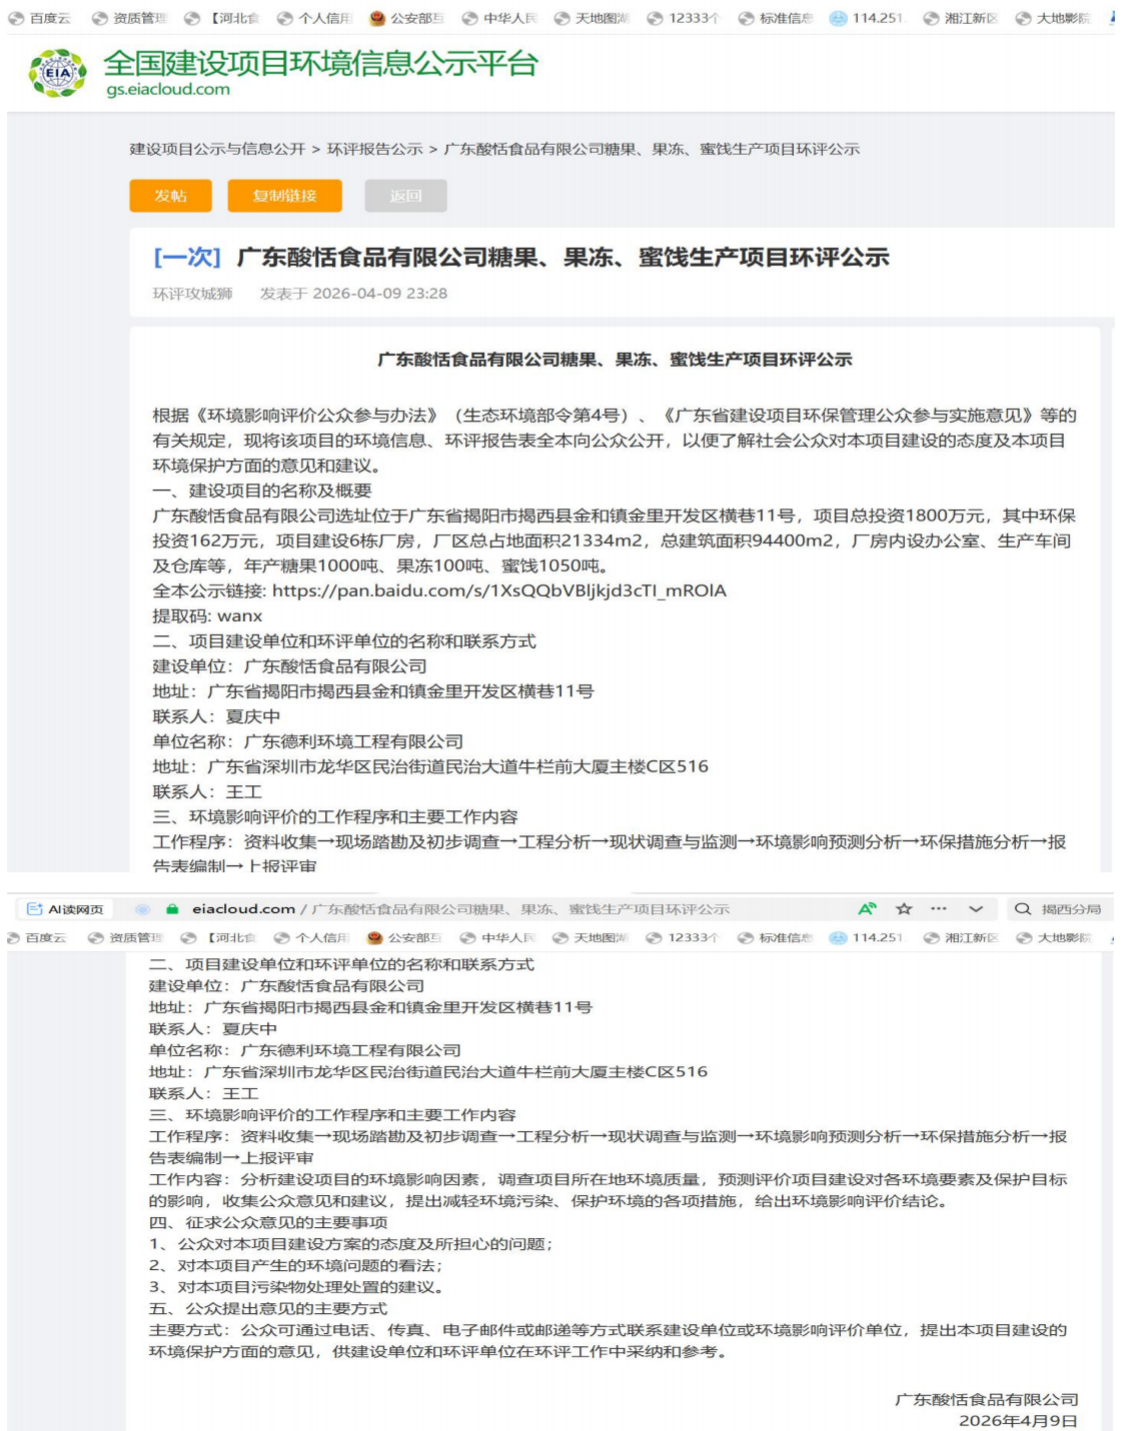 百度云 资质管理 【河北省 个人信用 公安部互 中华人民 天地图 12333个 标准信息 114.251. 湘江新区 大地影院
EIA
全国建设项目环境信息公示平台
gs.eiacloud.com
建设项目公示与信息公开 > 环评报告公示 > 广东酸恬食品有限公司糖果、果冻、蜜饯生产项目环评公示
发帖 复制链接 返回
[一次] 广东酸恬食品有限公司糖果、果冻、蜜饯生产项目环评公示
环评攻城狮 发表于 2026-04-09 23:28
广东酸恬食品有限公司糖果、果冻、蜜饯生产项目环评公示
根据《环境影响评价公众参与办法》（生态环境部令第4号）、《广东省建设项目环保管理公众参与实施意见》等的
有关规定，现将该项目的环境信息、环评报告表全本向公众公开，以便了解社会公众对本项目建设的态度及本项目
环境保护方面的意见和建议。
一、建设项目的名称及概要
广东酸恬食品有限公司选址位于广东省揭阳市揭西县金和镇金里开发区横巷11号，项目总投资1800万元，其中环保
投资162万元，项目建设6栋厂房，厂区总占地面积21334m2，总建筑面积94400m2，厂房内设办公室、生产车间
及仓库等，年产糖果1000吨、果冻100吨、蜜饯1050吨。
全本公示链接: https://pan.baidu.com/s/1XsQQbVBljkjd3cTI_mROlA
提取码: wanx
二、项目建设单位和环评单位的名称和联系方式
建设单位：广东酸恬食品有限公司
地址：广东省揭阳市揭西县金和镇金里开发区横巷11号
联系人：夏庆中
单位名称：广东德利环境工程有限公司
地址：广东省深圳市龙华区民治街道民治大道牛栏前大厦主楼C区516
联系人：王工
三、环境影响评价的工作程序和主要工作内容
工作程序：资料收集→现场踏勘及初步调查→工程分析→现状调查与监测→环境影响预测分析→环保措施分析→报
告表编制→上报评审
AI读网页 eiacloud.com / 广东酸恬食品有限公司糖果、果冻、蜜饯生产项目环评公示 揭西分局
百度云 资质管理 【河北省 个人信用 公安部互 中华人民 天地图 12333个 标准信息 114.251. 湘江新区 大地影院
二、项目建设单位和环评单位的名称和联系方式
建设单位：广东酸恬食品有限公司
地址：广东省揭阳市揭西县金和镇金里开发区横巷11号
联系人：夏庆中
单位名称：广东德利环境工程有限公司
地址：广东省深圳市龙华区民治街道民治大道牛栏前大厦主楼C区516
联系人：王工
三、环境影响评价的工作程序和主要工作内容
工作程序：资料收集→现场踏勘及初步调查→工程分析→现状调查与监测→环境影响预测分析→环保措施分析→报
告表编制→上报评审
工作内容：分析建设项目的环境影响因素，调查项目所在地环境质量，预测评价项目建设对各环境要素及保护目标
的影响，收集公众意见和建议，提出减轻环境污染、保护环境的各项措施，给出环境影响评价结论。
四、征求公众意见的主要事项
1、公众对本项目建设方案的态度及所担心的问题；
2、对本项目产生的环境问题的看法；
3、对本项目污染物处理处置的建议。
五、公众提出意见的主要方式
主要方式：公众可通过电话、传真、电子邮件或邮递等方式联系建设单位或环境影响评价单位，提出本项目建设的
环境保护方面的意见，供建设单位和环评单位在环评工作中采纳和参考。
广东酸恬食品有限公司
2026年4月9日